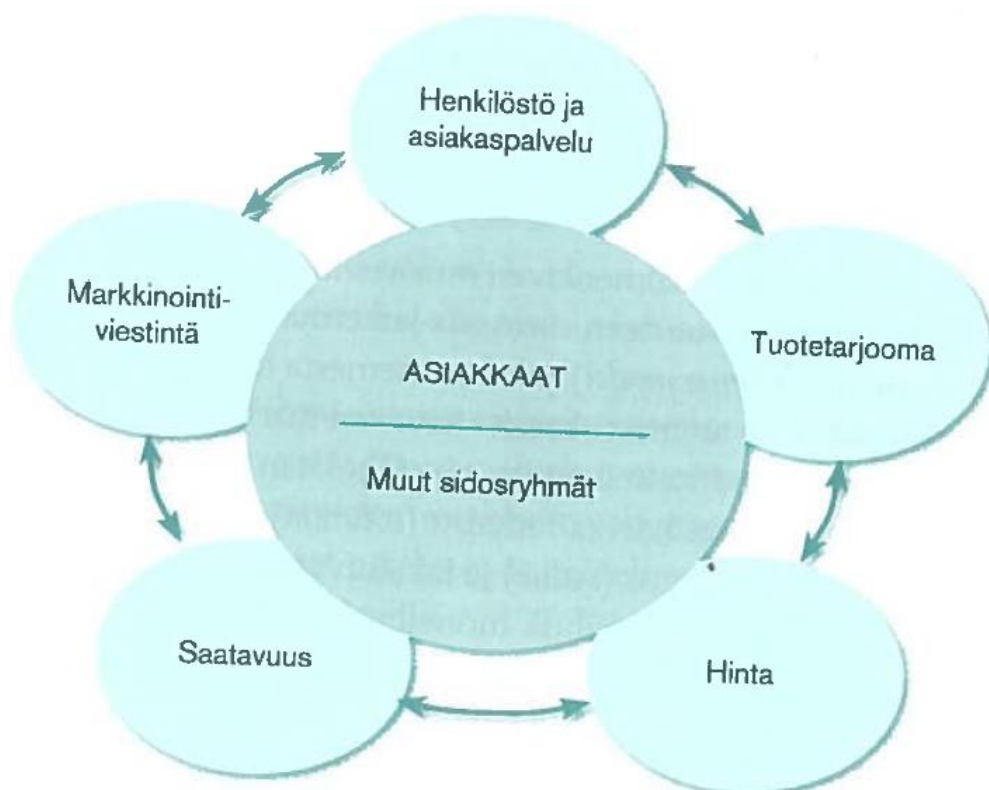 Henkilöstö ja
asiakaspalvelu
Markkinointi-
viestintä
Tuotetarjooma
ASIAKKAAT
Muut sidosryhmät
Saatavuus
Hinta